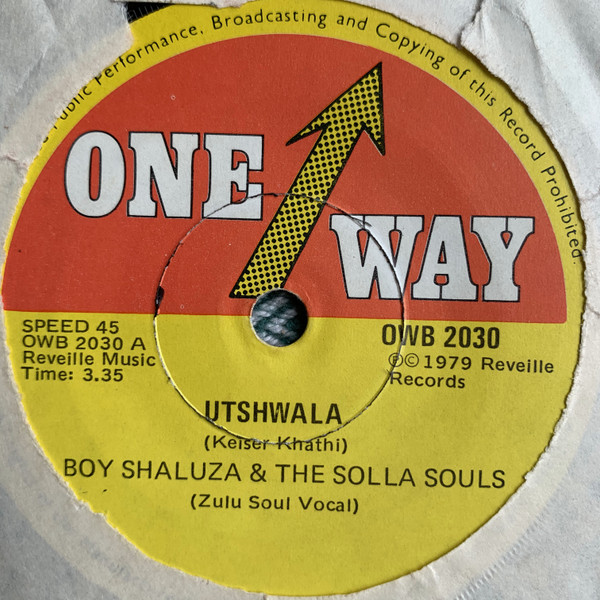 Public Performance, Broadcasting and Copying of this Record Prohibited.
ONE WAY
SPEED 45
OWB 2030 A
Reveille Music
Time: 3.35
OWB 2030
ⓅⒸ1979 Reveille
Records
UTSHWALA
(Keiser Khathi)
BOY SHALUZA & THE SOLLA SOULS
(Zulu Soul Vocal)